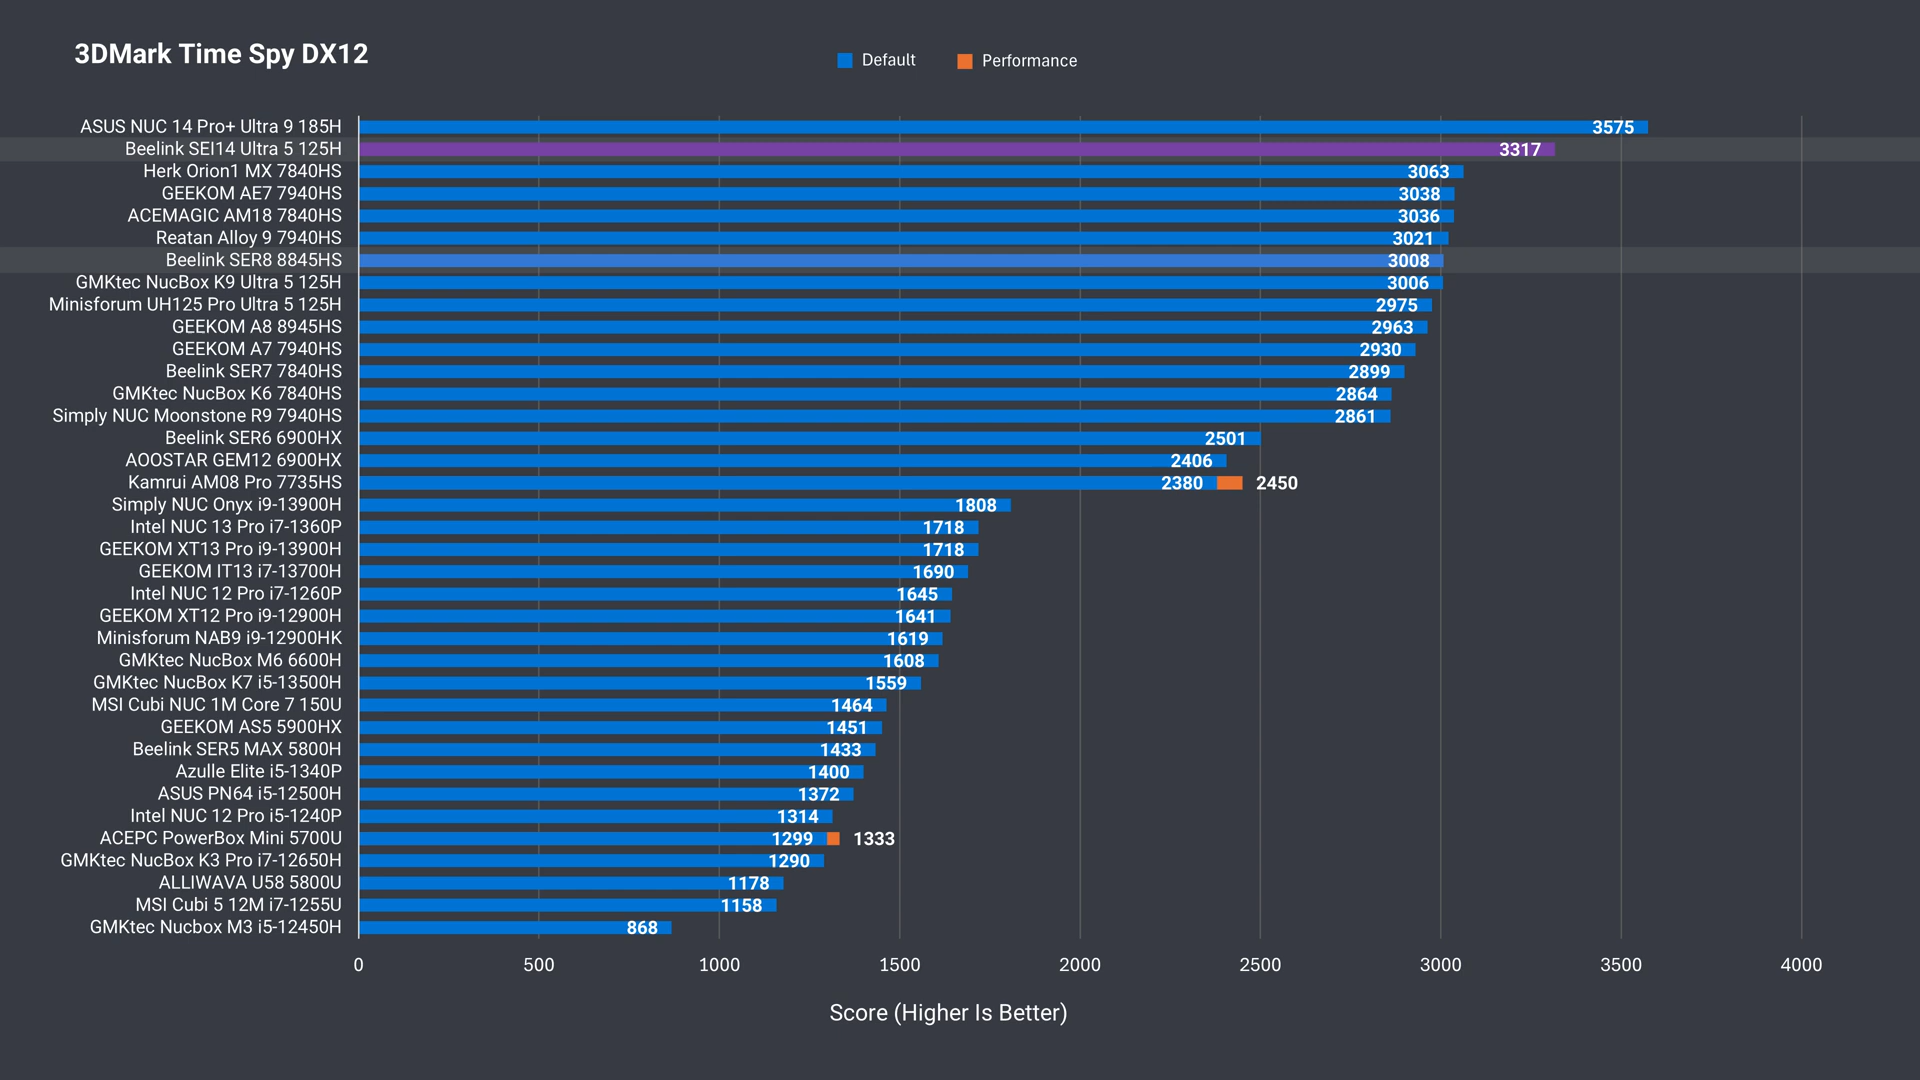 3DMark Time Spy DX12
Default
Performance
ASUS NUC 14 Pro+ Ultra 9 185H 3575
Beelink SEI14 Ultra 5 125H 3317
Herk Orion1 MX 7840HS 3063
GEEKOM AE7 7940HS 3038
ACEMAGIC AM18 7840HS 3036
Reatan Alloy 9 7940HS 3021
Beelink SER8 8845HS 3008
GMKtec NucBox K9 Ultra 5 125H 3006
Minisforum UH125 Pro Ultra 5 125H 2975
GEEKOM A8 8945HS 2963
GEEKOM A7 7940HS 2930
Beelink SER7 7840HS 2899
GMKtec NucBox K6 7840HS 2864
Simply NUC Moonstone R9 7940HS 2861
Beelink SER6 6900HX 2501
AOOSTAR GEM12 6900HX 2406
Kamrui AM08 Pro 7735HS 2380 2450
Simply NUC Onyx i9-13900H 1808
Intel NUC 13 Pro i7-1360P 1718
GEEKOM XT13 Pro i9-13900H 1718
GEEKOM IT13 i7-13700H 1690
Intel NUC 12 Pro i7-1260P 1645
GEEKOM XT12 Pro i9-12900H 1641
Minisforum NAB9 i9-12900HK 1619
GMKtec NucBox M6 6600H 1608
GMKtec NucBox K7 i5-13500H 1559
MSI Cubi NUC 1M Core 7 150U 1464
GEEKOM AS5 5900HX 1451
Beelink SER5 MAX 5800H 1433
Azulle Elite i5-1340P 1400
ASUS PN64 i5-12500H 1372
Intel NUC 12 Pro i5-1240P 1314
ACEPC PowerBox Mini 5700U 1299 1333
GMKtec NucBox K3 Pro i7-12650H 1290
ALLIWAVA U58 5800U 1178
MSI Cubi 5 12M i7-1255U 1158
GMKtec Nucbox M3 i5-12450H 868
0 500 1000 1500 2000 2500 3000 3500 4000
Score (Higher Is Better)